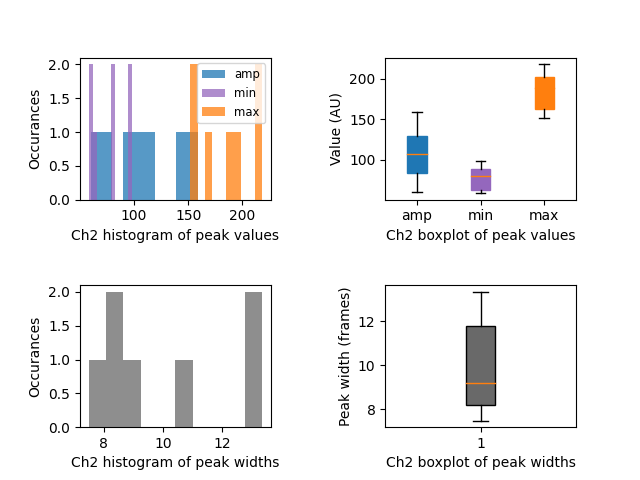 2.0
1.5
1.0
0.5
0.0
Occurances
amp
min
max
100 150 200
Ch2 histogram of peak values
200
150
100
Value (AU)
amp min max
Ch2 boxplot of peak values
2.0
1.5
1.0
0.5
0.0
Occurances
8 10 12
Ch2 histogram of peak widths
12
10
8
Peak width (frames)
1
Ch2 boxplot of peak widths